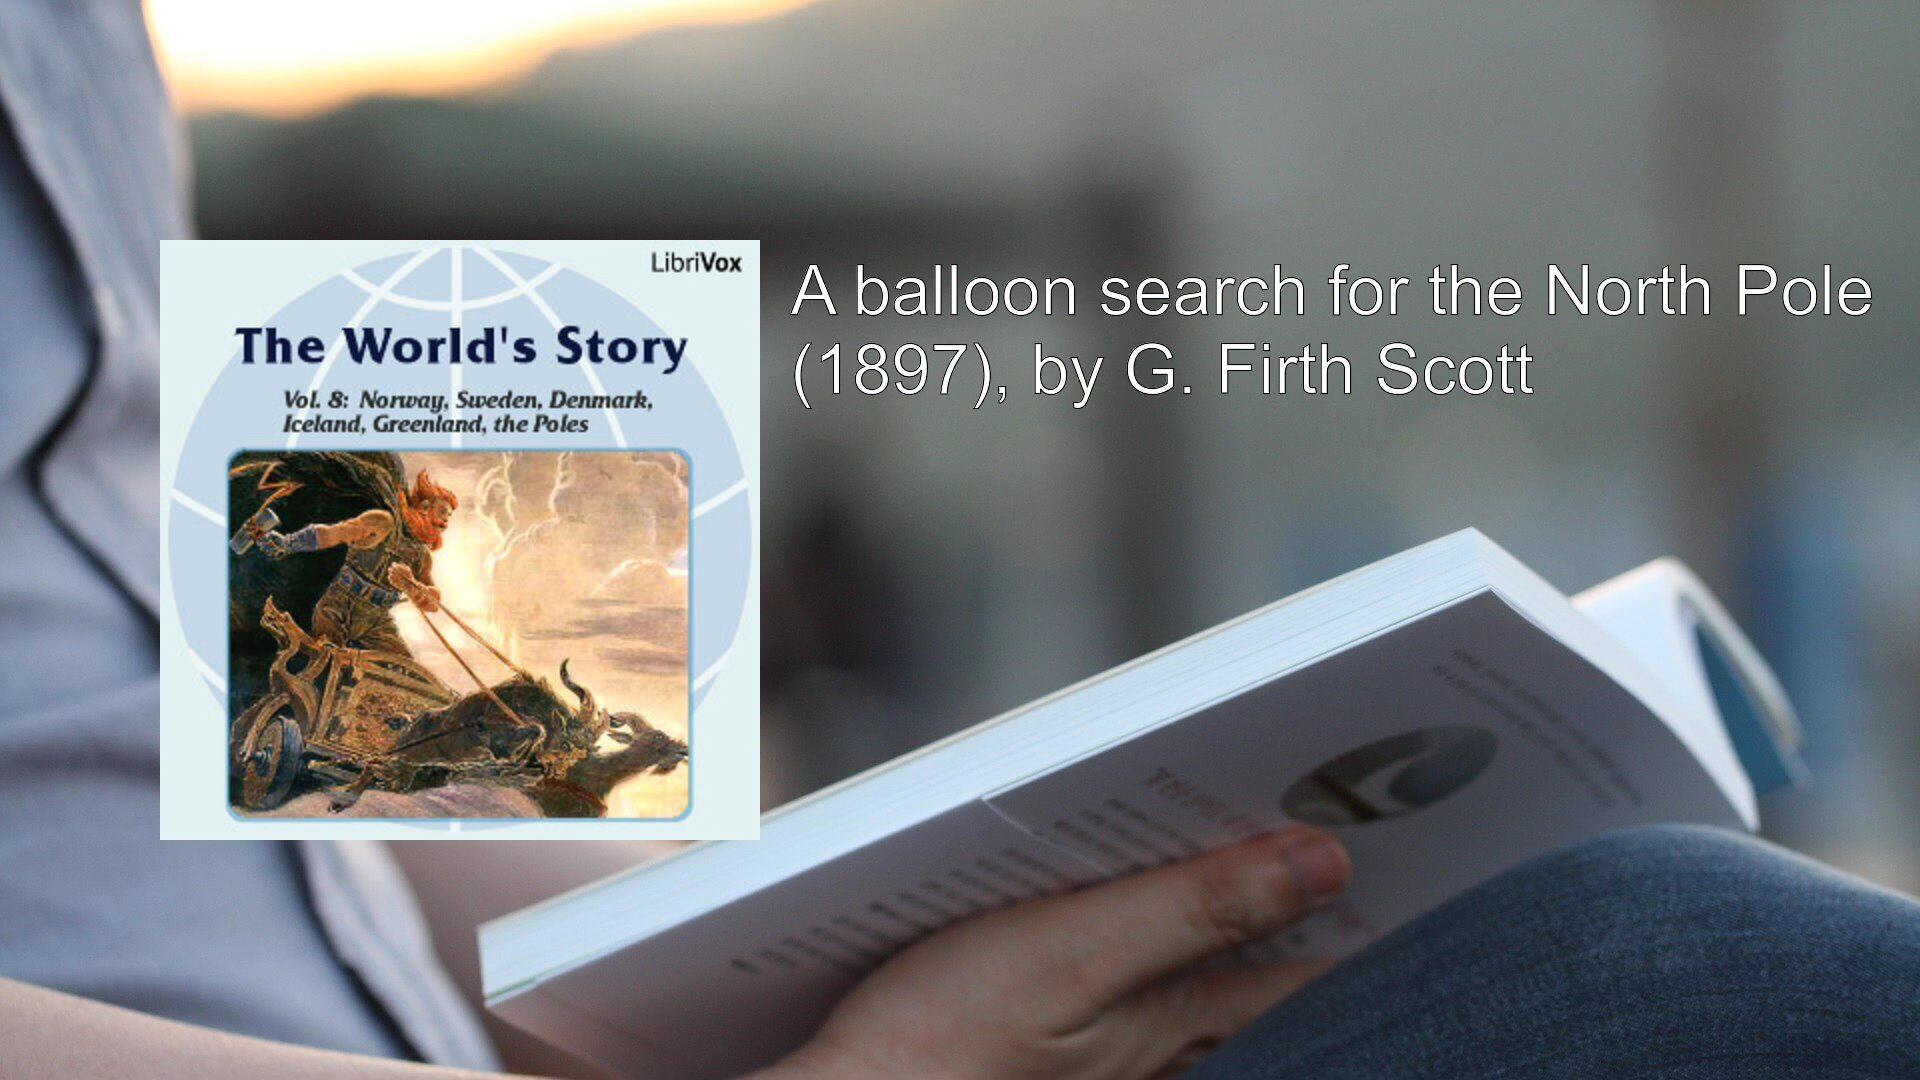 LibriVox
The World's Story
Vol. 8: Norway, Sweden, Denmark,
Iceland, Greenland, the Poles
A balloon search for the North Pole
(1897), by G. Firth Scott